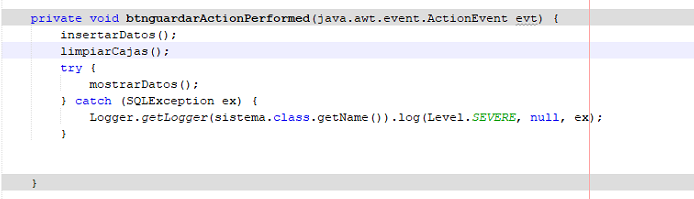 private void btnguardarActionPerformed(java.awt.event.ActionEvent evt) {
insertarDatos();
limpiarCajas();
try {
mostrarDatos();
} catch (SQLException ex) {
Logger.getLogger(sistema.class.getName()).log(Level.SEVERE, null, ex);
}
}